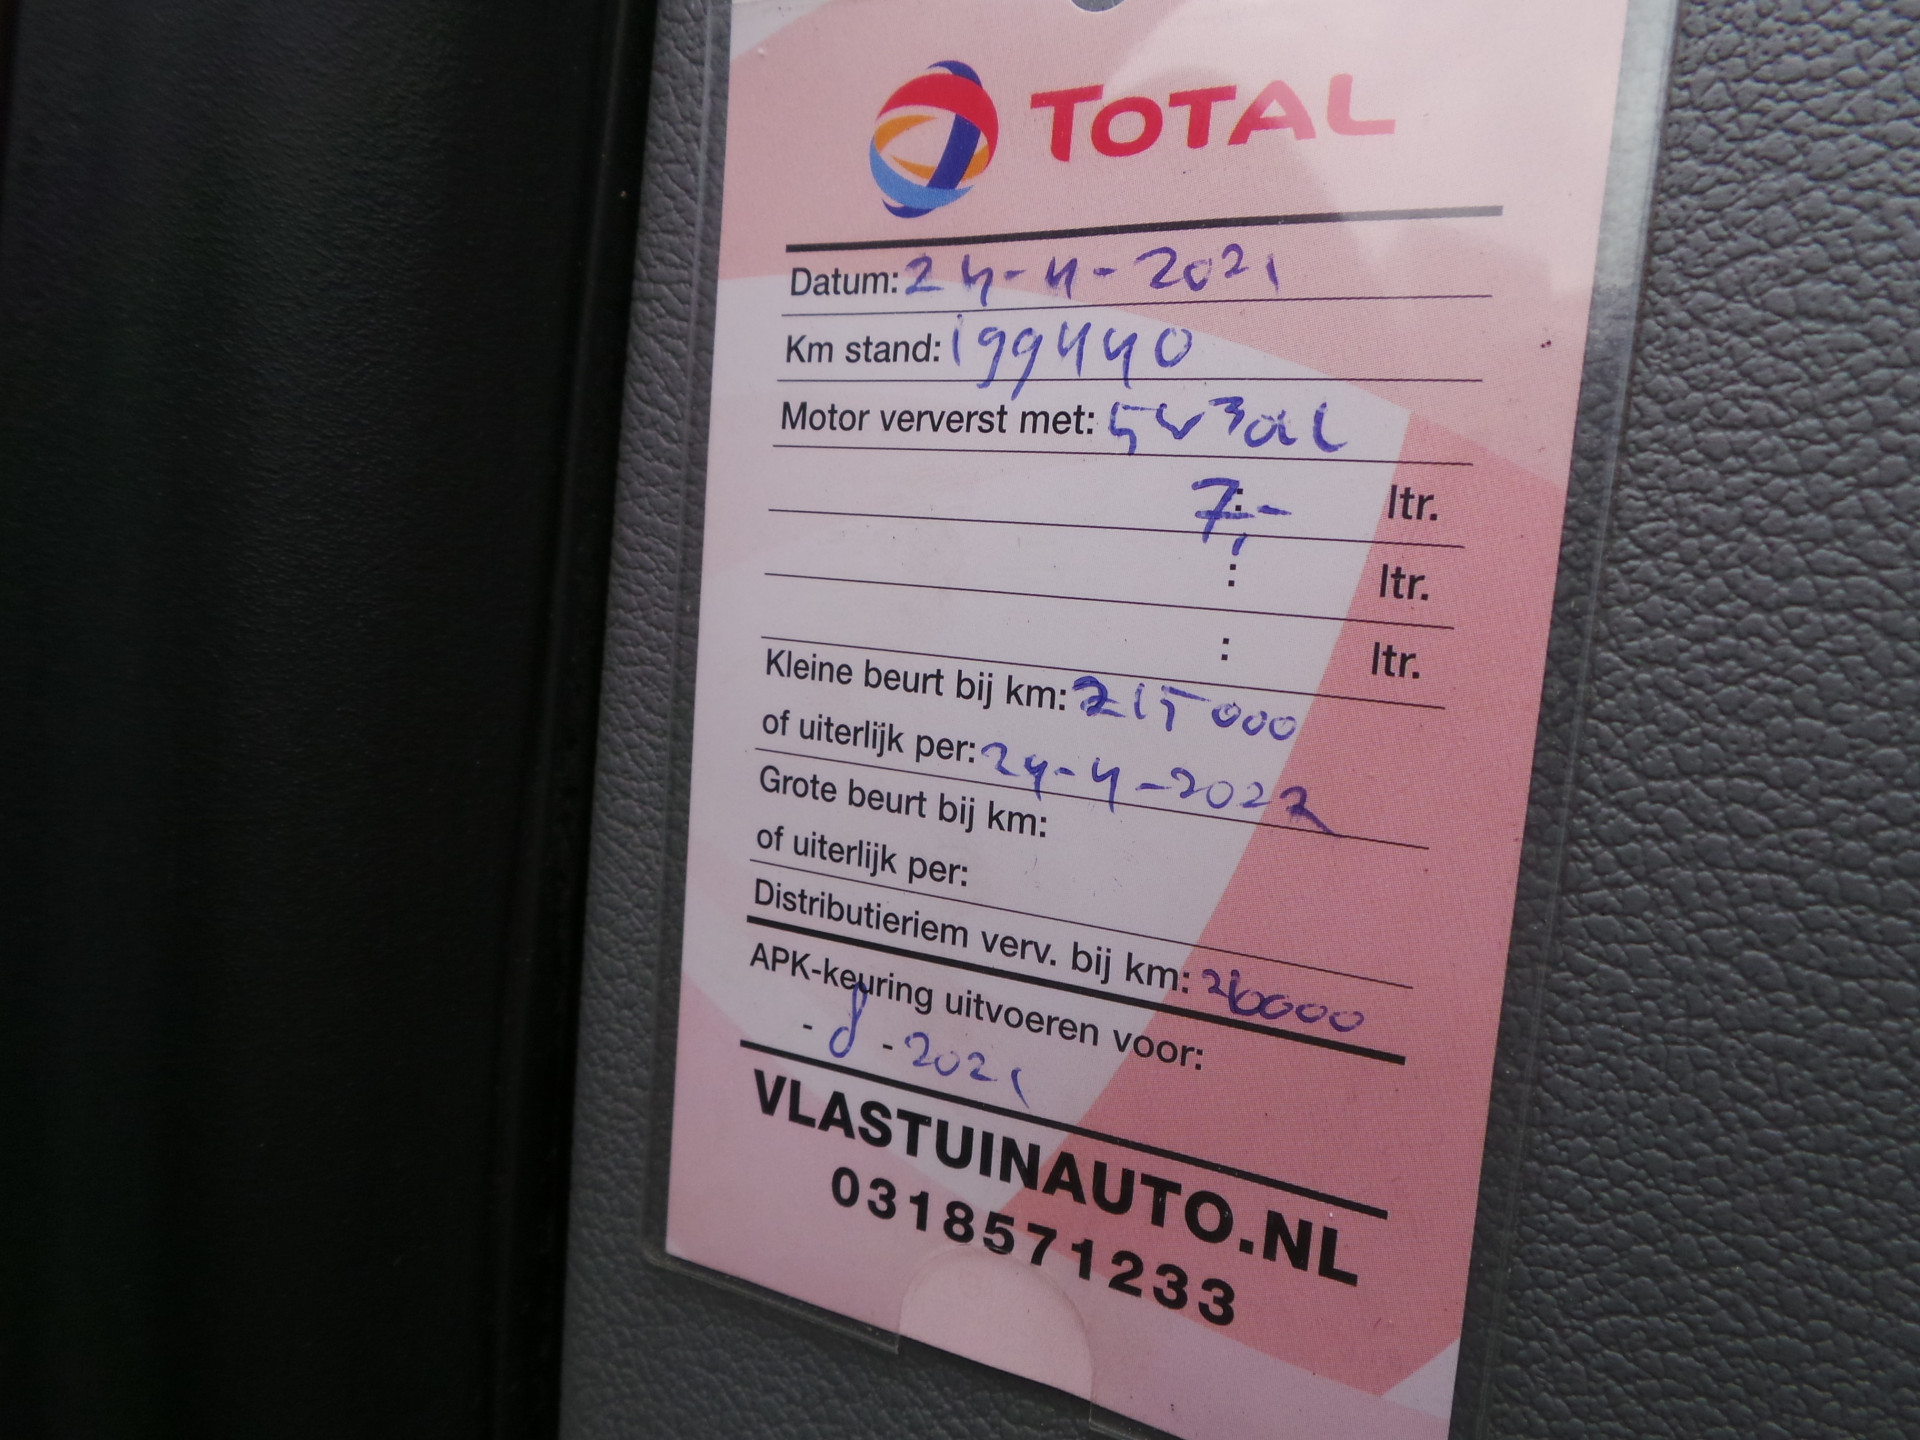 TOTAL
Datum: 24-4-2021
Km stand: 199440
Motor ververst met: 5w30
7,- ltr.
: ltr.
: ltr.
Kleine beurt bij km: 215000
of uiterlijk per: 24-4-2022
Grote beurt bij km:
of uiterlijk per:
Distributieriem verv. bij km:
APK-keuring uitvoeren voor:
- 8 - 2021
VLASTUINAUTO.NL
0318571233